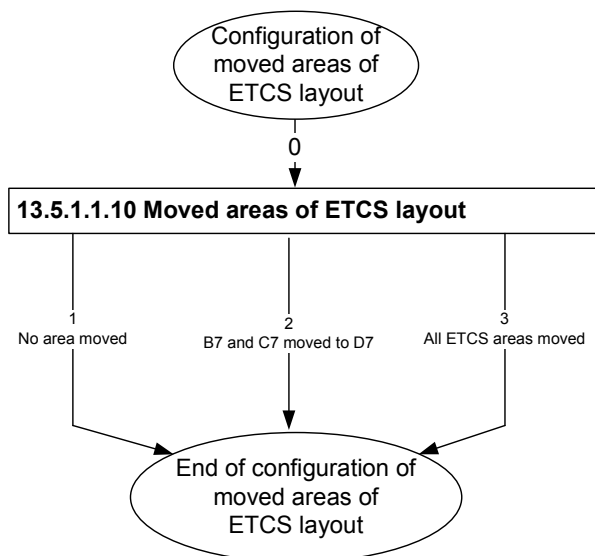 Configuration of
moved areas of
ETCS layout
0
13.5.1.1.10 Moved areas of ETCS layout
1
No area moved
2
B7 and C7 moved to D7
3
All ETCS areas moved
End of configuration of
moved areas of
ETCS layout